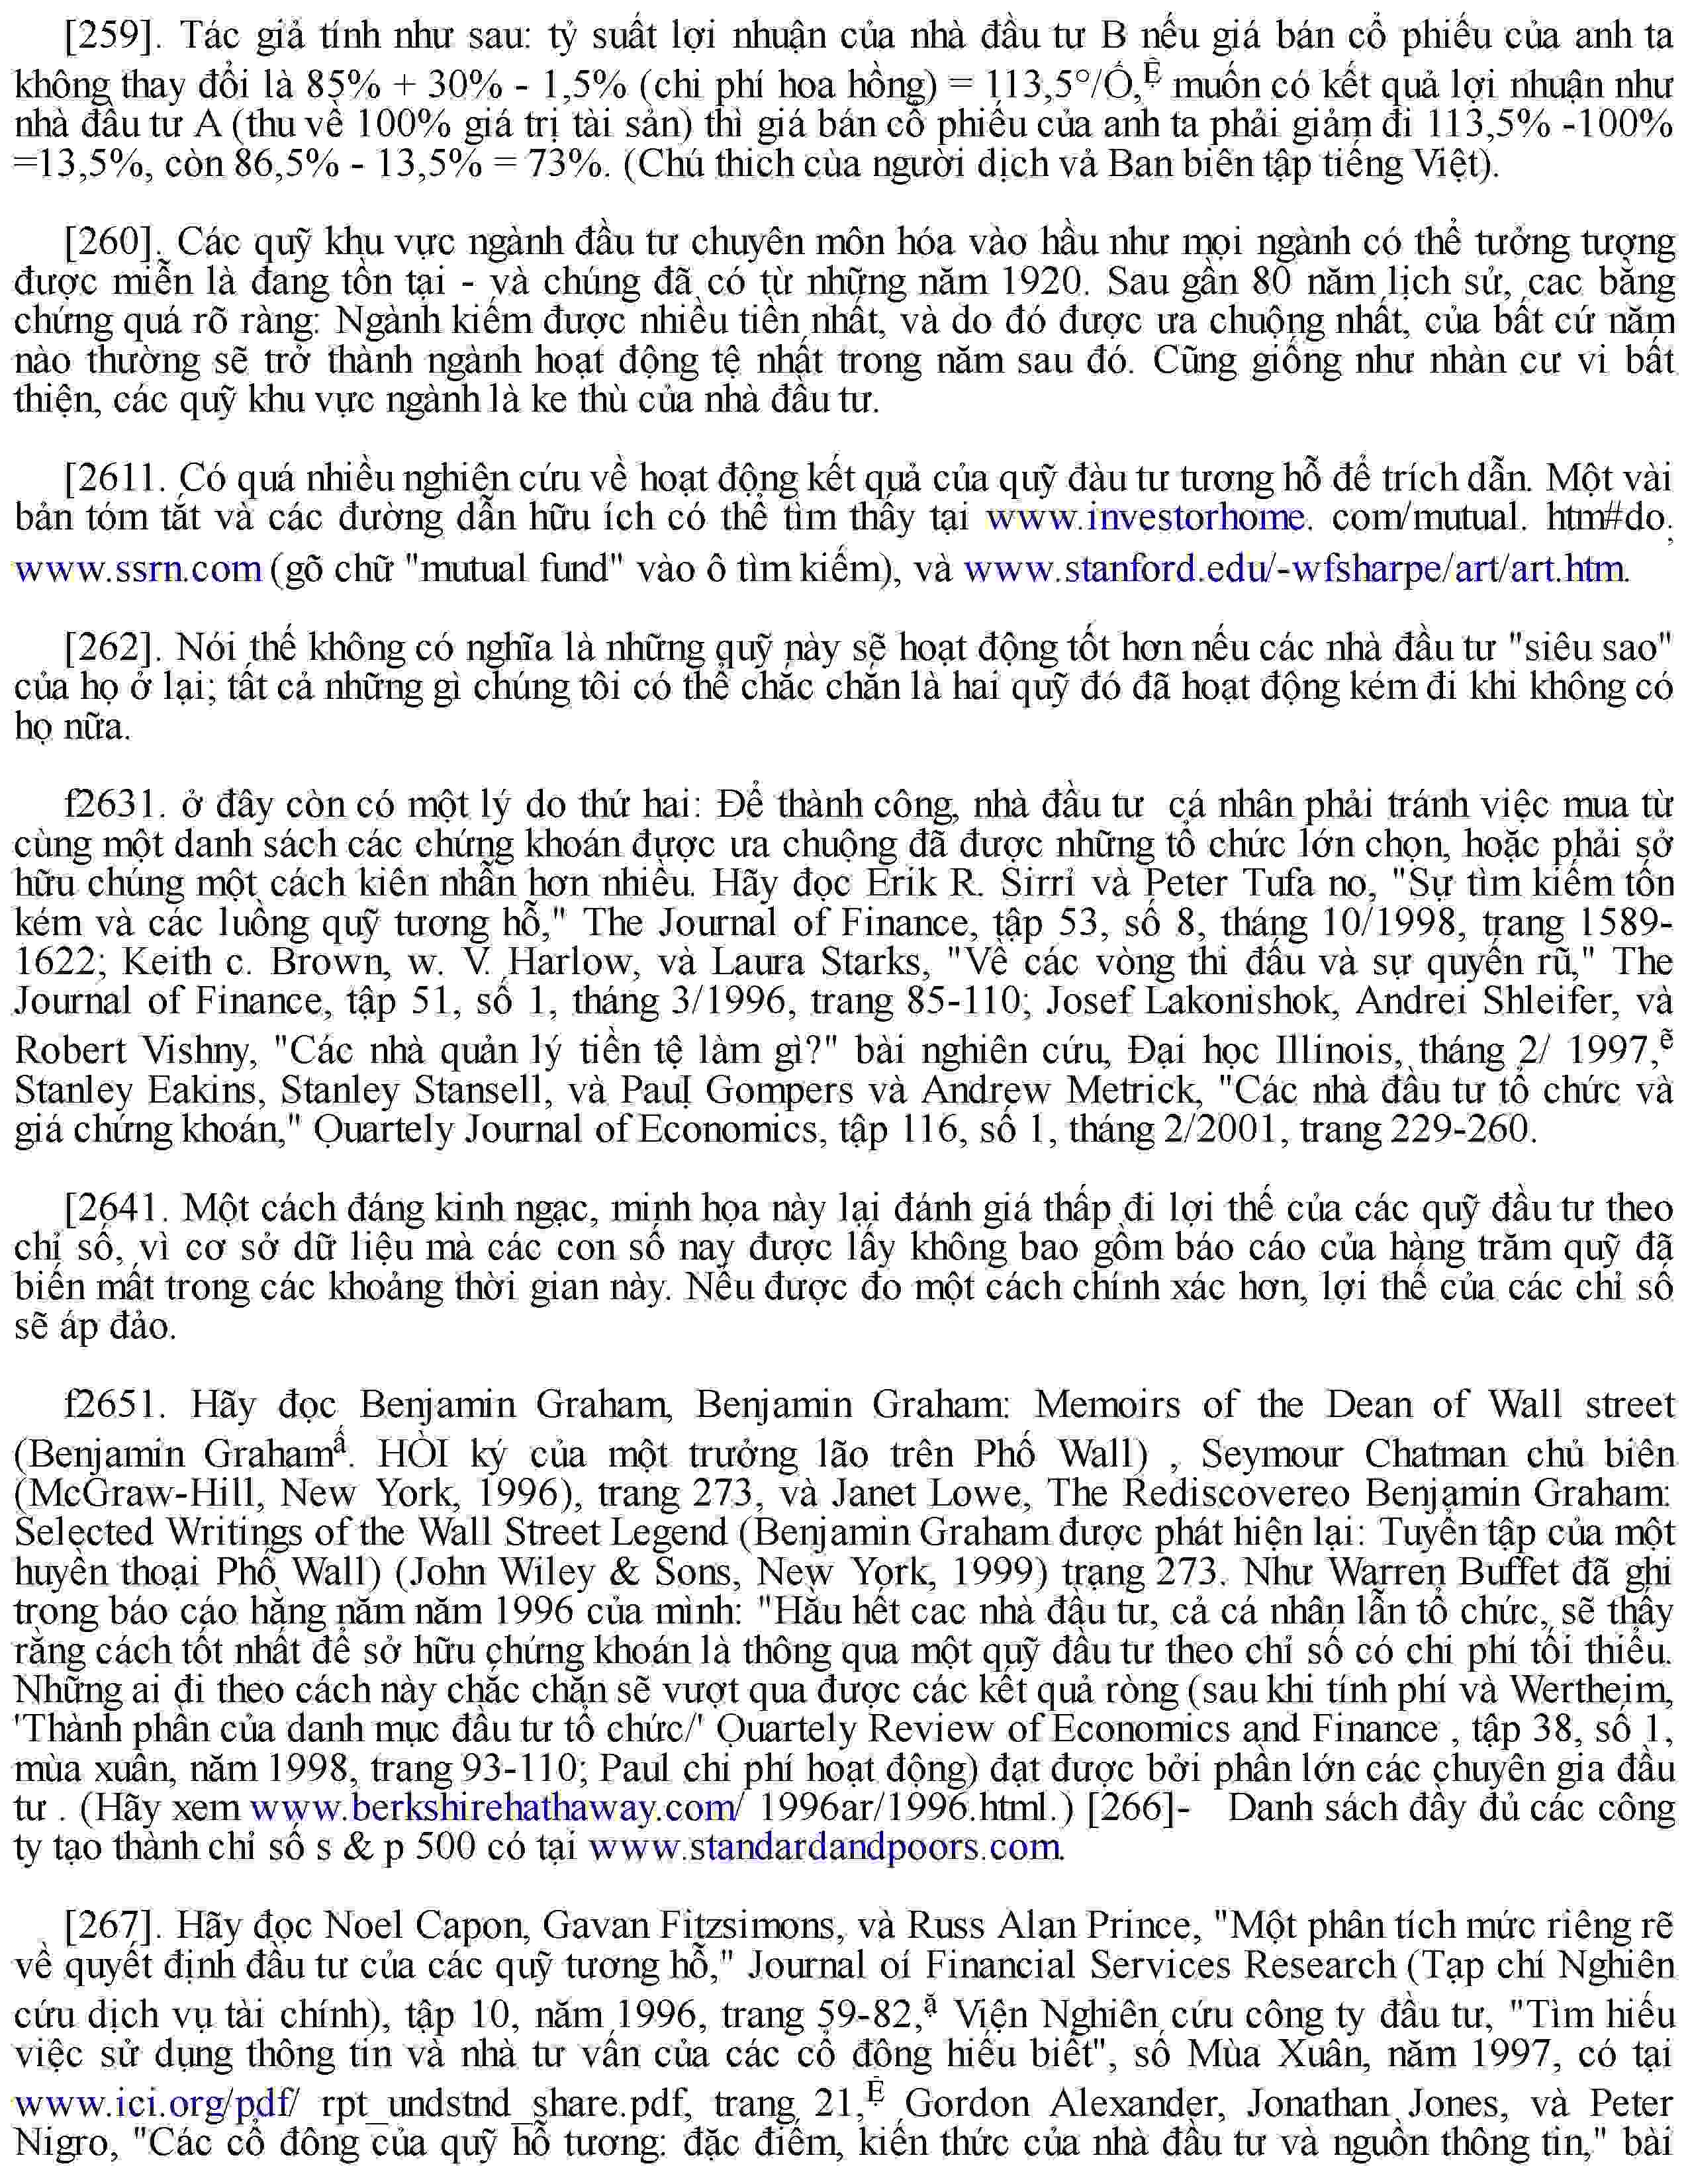 [259]. Tác giả tính như sau: tỷ suất lợi nhuận của nhà đầu tư B nếu giá bán cổ phiếu của anh ta
không thay đổi là 85% + 30% - 1,5% (chi phí hoa hồng) = 113,5°/Ố,Ể muốn có kết quả lợi nhuận như
nhà đầu tư A (thu về 100% giá trị tài sản) thì giá bán cổ phiếu của anh ta phải giảm đi 113,5% -100%
=13,5%, còn 86,5% - 13,5% = 73%. (Chú thich cùa người dịch vả Ban biên tập tiếng Việt).
[260]. Các quỹ khu vực ngành đầu tư chuyên môn hóa vào hầu như mọi ngành có thể tưởng tượng
được miễn là đang tồn tại - và chúng đã có từ những năm 1920. Sau gần 80 năm lịch sử, cac bằng
chứng quá rõ ràng: Ngành kiếm được nhiều tiền nhất, và do đó được ưa chuộng nhất, của bất cứ năm
nào thường sẽ trở thành ngành hoạt động tệ nhất trong năm sau đó. Cũng giống như nhàn cư vi bất
thiện, các quỹ khu vực ngành là ke thù của nhà đầu tư.
[2611. Có quá nhiều nghiên cứu về hoạt động kết quả của quỹ đàu tư tương hỗ để trích dẫn. Một vài
bản tóm tắt và các đường dẫn hữu ích có thể tìm thấy tại www.investorhome. com/mutual. htm#do;
www.ssrn.com (gõ chữ "mutual fund" vào ô tìm kiếm), và www.stanford.edu/-wfsharpe/art/art.htm.
[262]. Nói thế không có nghĩa là những quỹ này sẽ hoạt động tốt hơn nếu các nhà đầu tư "siêu sao"
của họ ở lại; tất cả những gì chúng tôi có thể chắc chắn là hai quỹ đó đã hoạt động kém đi khi không có
họ nữa.
f2631. ở đây còn có một lý do thứ hai: Để thành công, nhà đầu tư cá nhân phải tránh việc mua từ
cùng một danh sách các chứng khoán được ưa chuộng đã được những tổ chức lớn chọn, hoặc phải sở
hữu chúng một cách kiên nhẫn hơn nhiều. Hãy đọc Erik R. Sirri và Peter Tufa no, "Sự tìm kiếm tốn
kém và các luồng quỹ tương hỗ," The Journal of Finance, tập 53, số 8, tháng 10/1998, trang 1589-
1622; Keith c. Brown, w. V. Harlow, và Laura Starks, "Về các vòng thi đấu và sự quyến rũ," The
Journal of Finance, tập 51, số 1, tháng 3/1996, trang 85-110; Josef Lakonishok, Andrei Shleifer, và
Robert Vishny, "Các nhà quản lý tiền tệ làm gì?" bài nghiên cứu, Đại học Illinois, tháng 2/ 1997,ễ
Stanley Eakins, Stanley Stansell, và Paul Gompers và Andrew Metrick, "Các nhà đầu tư tổ chức và
giá chứng khoán," Quartely Journal of Economics, tập 116, số 1, tháng 2/2001, trang 229-260.
[2641. Một cách đáng kinh ngạc, minh họa này lại đánh giá thấp đi lợi thế của các quỹ đầu tư theo
chỉ số, vì cơ sở dữ liệu mà các con số nay được lấy không bao gồm báo cáo của hàng trăm quỹ đã
biến mất trong các khoảng thời gian này. Nếu được đo một cách chính xác hơn, lợi thế của các chỉ số
sẽ áp đảo.
f2651. Hãy đọc Benjamin Graham, Benjamin Graham: Memoirs of the Dean of Wall street
(Benjamin Grahamấ. HỒI ký của một trưởng lão trên Phố Wall) , Seymour Chatman chủ biên
(McGraw-Hill, New York, 1996), trang 273, và Janet Lowe, The Rediscovereo Benjamin Graham:
Selected Writings of the Wall Street Legend (Benjamin Graham được phát hiện lại: Tuyển tập của một
huyền thoại Phố Wall) (John Wiley & Sons, New York, 1999) trang 273. Như Warren Buffet đã ghi
trong báo cáo hằng năm năm 1996 của mình: "Hầu hết cac nhà đầu tư, cả cá nhân lẫn tổ chức, sẽ thấy
rằng cách tốt nhất để sở hữu chứng khoán là thông qua một quỹ đầu tư theo chỉ số có chi phí tối thiểu.
Những ai đi theo cách này chắc chắn sẽ vượt qua được các kết quả ròng (sau khi tính phí và Wertheim,
'Thành phần của danh mục đầu tư tổ chức/' Quartely Review of Economics and Finance , tập 38, số 1,
mùa xuân, năm 1998, trang 93-110; Paul chi phí hoạt động) đạt được bởi phần lớn các chuyên gia đầu
tư . (Hãy xem www.berkshirehathaway.com/ 1996ar/1996.html.) [266]- Danh sách đầy đủ các công
ty tạo thành chỉ số s & p 500 có tại www.standardandpoors.com.
[267]. Hãy đọc Noel Capon, Gavan Fitzsimons, và Russ Alan Prince, "Một phân tích mức riêng rẽ
về quyết định đầu tư của các quỹ tương hỗ," Journal oí Financial Services Research (Tạp chí Nghiên
cứu dịch vụ tài chính), tập 10, năm 1996, trang 59-82,ặ Viện Nghiên cứu công ty đầu tư, "Tìm hiểu
việc sử dụng thông tin và nhà tư vấn của các cổ đông hiểu biết", số Mùa Xuân, năm 1997, có tại
www.ici.org/pdf/ rpt_undstnd_share.pdf, trang 21,Ể Gordon Alexander, Jonathan Jones, và Peter
Nigro, "Các cổ đông của quỹ hỗ tương: đặc điểm, kiến thức của nhà đầu tư và nguồn thông tin," bài